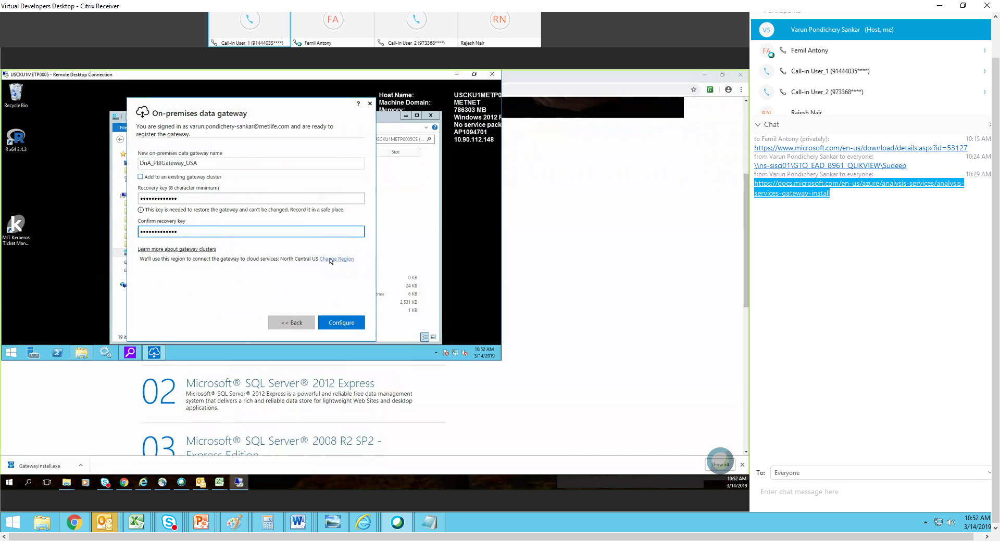 Virtual Developers Desktop - Citrix Receiver
FA
RN
Call-in User_1 (91444035****)
Femil Antony
Call-in User_2 (973368****)
Rajesh Nair
VS
Varun Pondichery Sankar (Host, me)
FA
Femil Antony
Call-in User_1 (91444035****)
Call-in User_2 (973368****)
RN
Rajesh Nair
Chat
to Femil Antony (privately):
10:15 AM
https://www.microsoft.com/en-us/download/details.aspx?id=53127
from Varun Pondichery Sankar to everyone:
10:24 AM
\\ns-sisci01\GTO_EAD_8961_QLIKVIEW\Sudeep
from Varun Pondichery Sankar to everyone:
10:29 AM
https://docs.microsoft.com/en-us/azure/analysis-services/analysis-
services-gateway-install
To:
Everyone
Enter chat message here
USCKU1METP0005 - Remote Desktop Connection
Recycle Bin
R x64 3.4.3
MIT Kerberos
Ticket Man...
Host Name:
USCKU1METP0
Machine Domain:
METNET
Memory:
786303 MB
Windows 2012 F
No service pack
AP1094701
10.90.112.148
File
SCKU1METP0005C$ (...
Size
On-premises data gateway
You are signed in as varun.pondichery-sankar@metlife.com and are ready to
register the gateway.
New on-premises data gateway name
DnA_PBIGateway_USA
Add to an existing gateway cluster
Recovery key (8 character minimum)
This key is needed to restore the gateway and can't be changed. Record it in a safe place.
Confirm recovery key
Learn more about gateway clusters
We'll use this region to connect the gateway to cloud services: North Central US Change Region
<< Back
Configure
0 KB
24 KB
ries
6 KB
2,531 KB
1 KB
19 it
10:52 AM
3/14/2019
02
Microsoft® SQL Server® 2012 Express
Microsoft® SQL Server® 2012 Express is a powerful and reliable free data management
system that delivers a rich and reliable data store for lightweight Web Sites and desktop
applications.
03
Microsoft® SQL Server® 2008 R2 SP2 -
Express Edition
GatewayInstall.exe
Show all
10:52 AM
3/14/2019
10:52 AM
3/14/2019